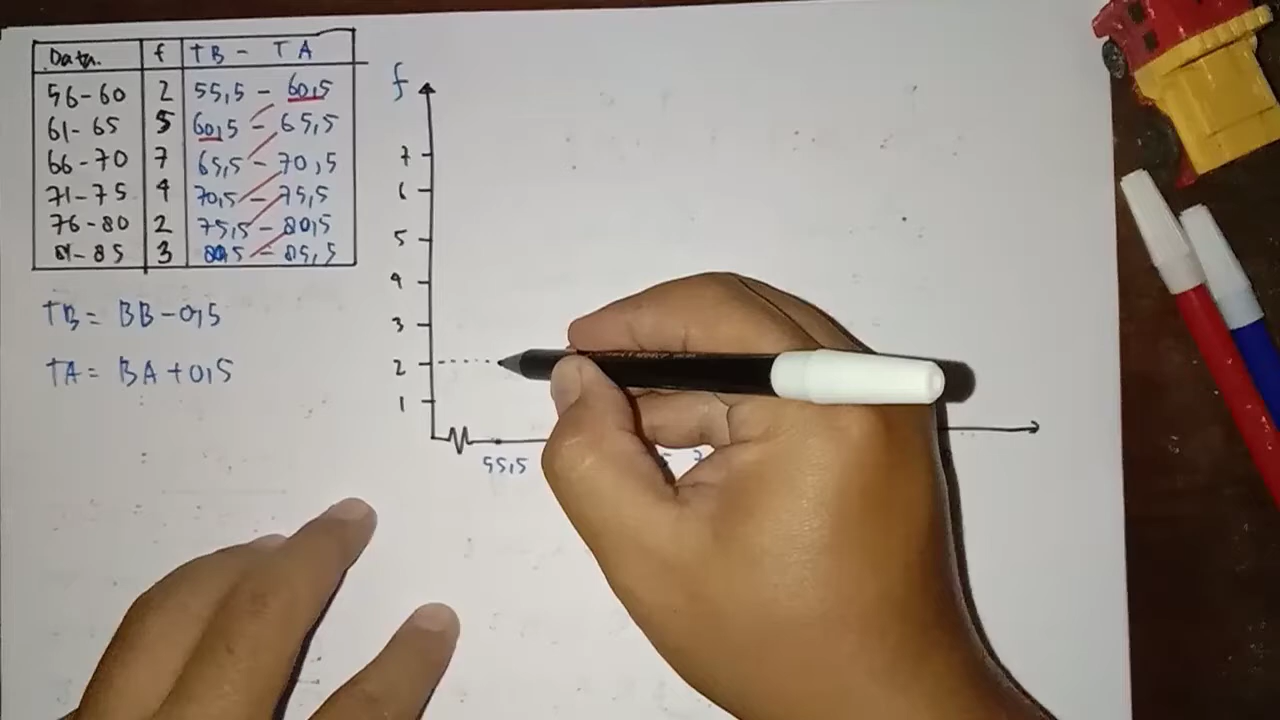 Data. f TB - TA
56-60 2 55,5 - 60,5
61-65 5 60,5 - 65,5
66-70 7 65,5 - 70,5
71-75 4 70,5 - 75,5
76-80 2 75,5 - 80,5
81-85 3 80,5 - 85,5
TB = BB-0,5
TA = BA+0,5
f
7
6
5
4
3
2
1
55,5